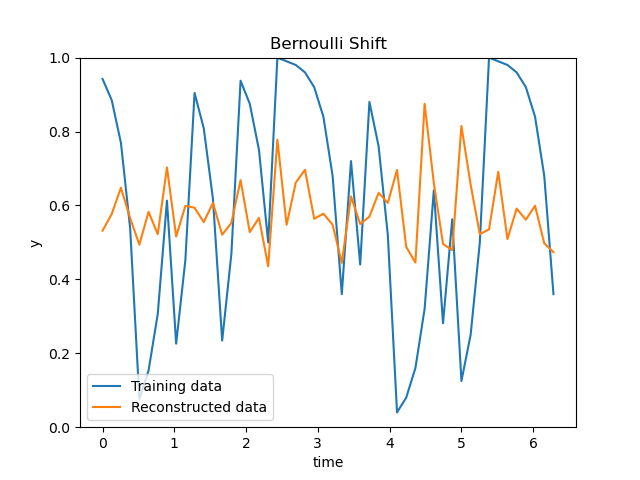 Bernoulli Shift
1.0
0.8
0.6
0.4
0.2
0.0
y
Training data
Reconstructed data
0 1 2 3 4 5 6
time